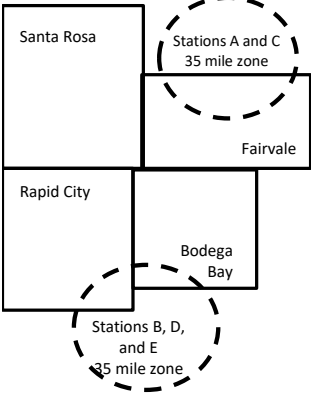 Santa Rosa
Stations A and C
35 mile zone
Fairvale
Rapid City
Bodega
Bay
Stations B, D,
and E
35 mile zone